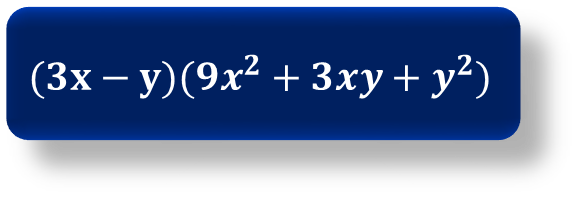 (3x − y)(9x² + 3xy + y²)